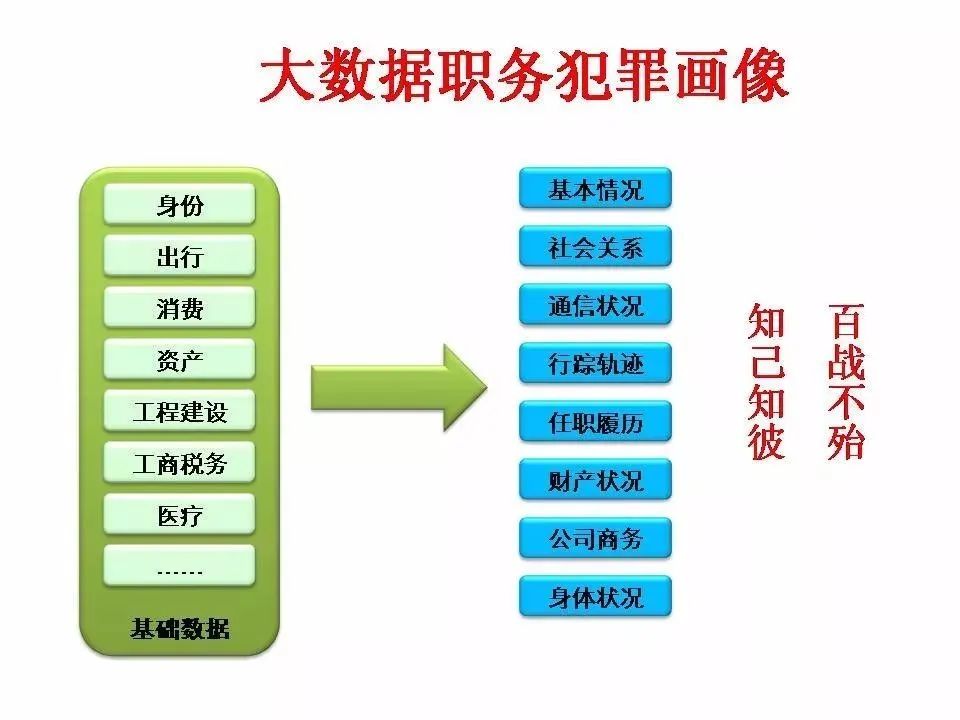 大数据职务犯罪画像
身份
出行
消费
资产
工程建设
工商税务
医疗
......
基础数据
基本情况
社会关系
通信状况
行踪轨迹
任职履历
财产状况
公司商务
身体状况
知己知彼
百战不殆